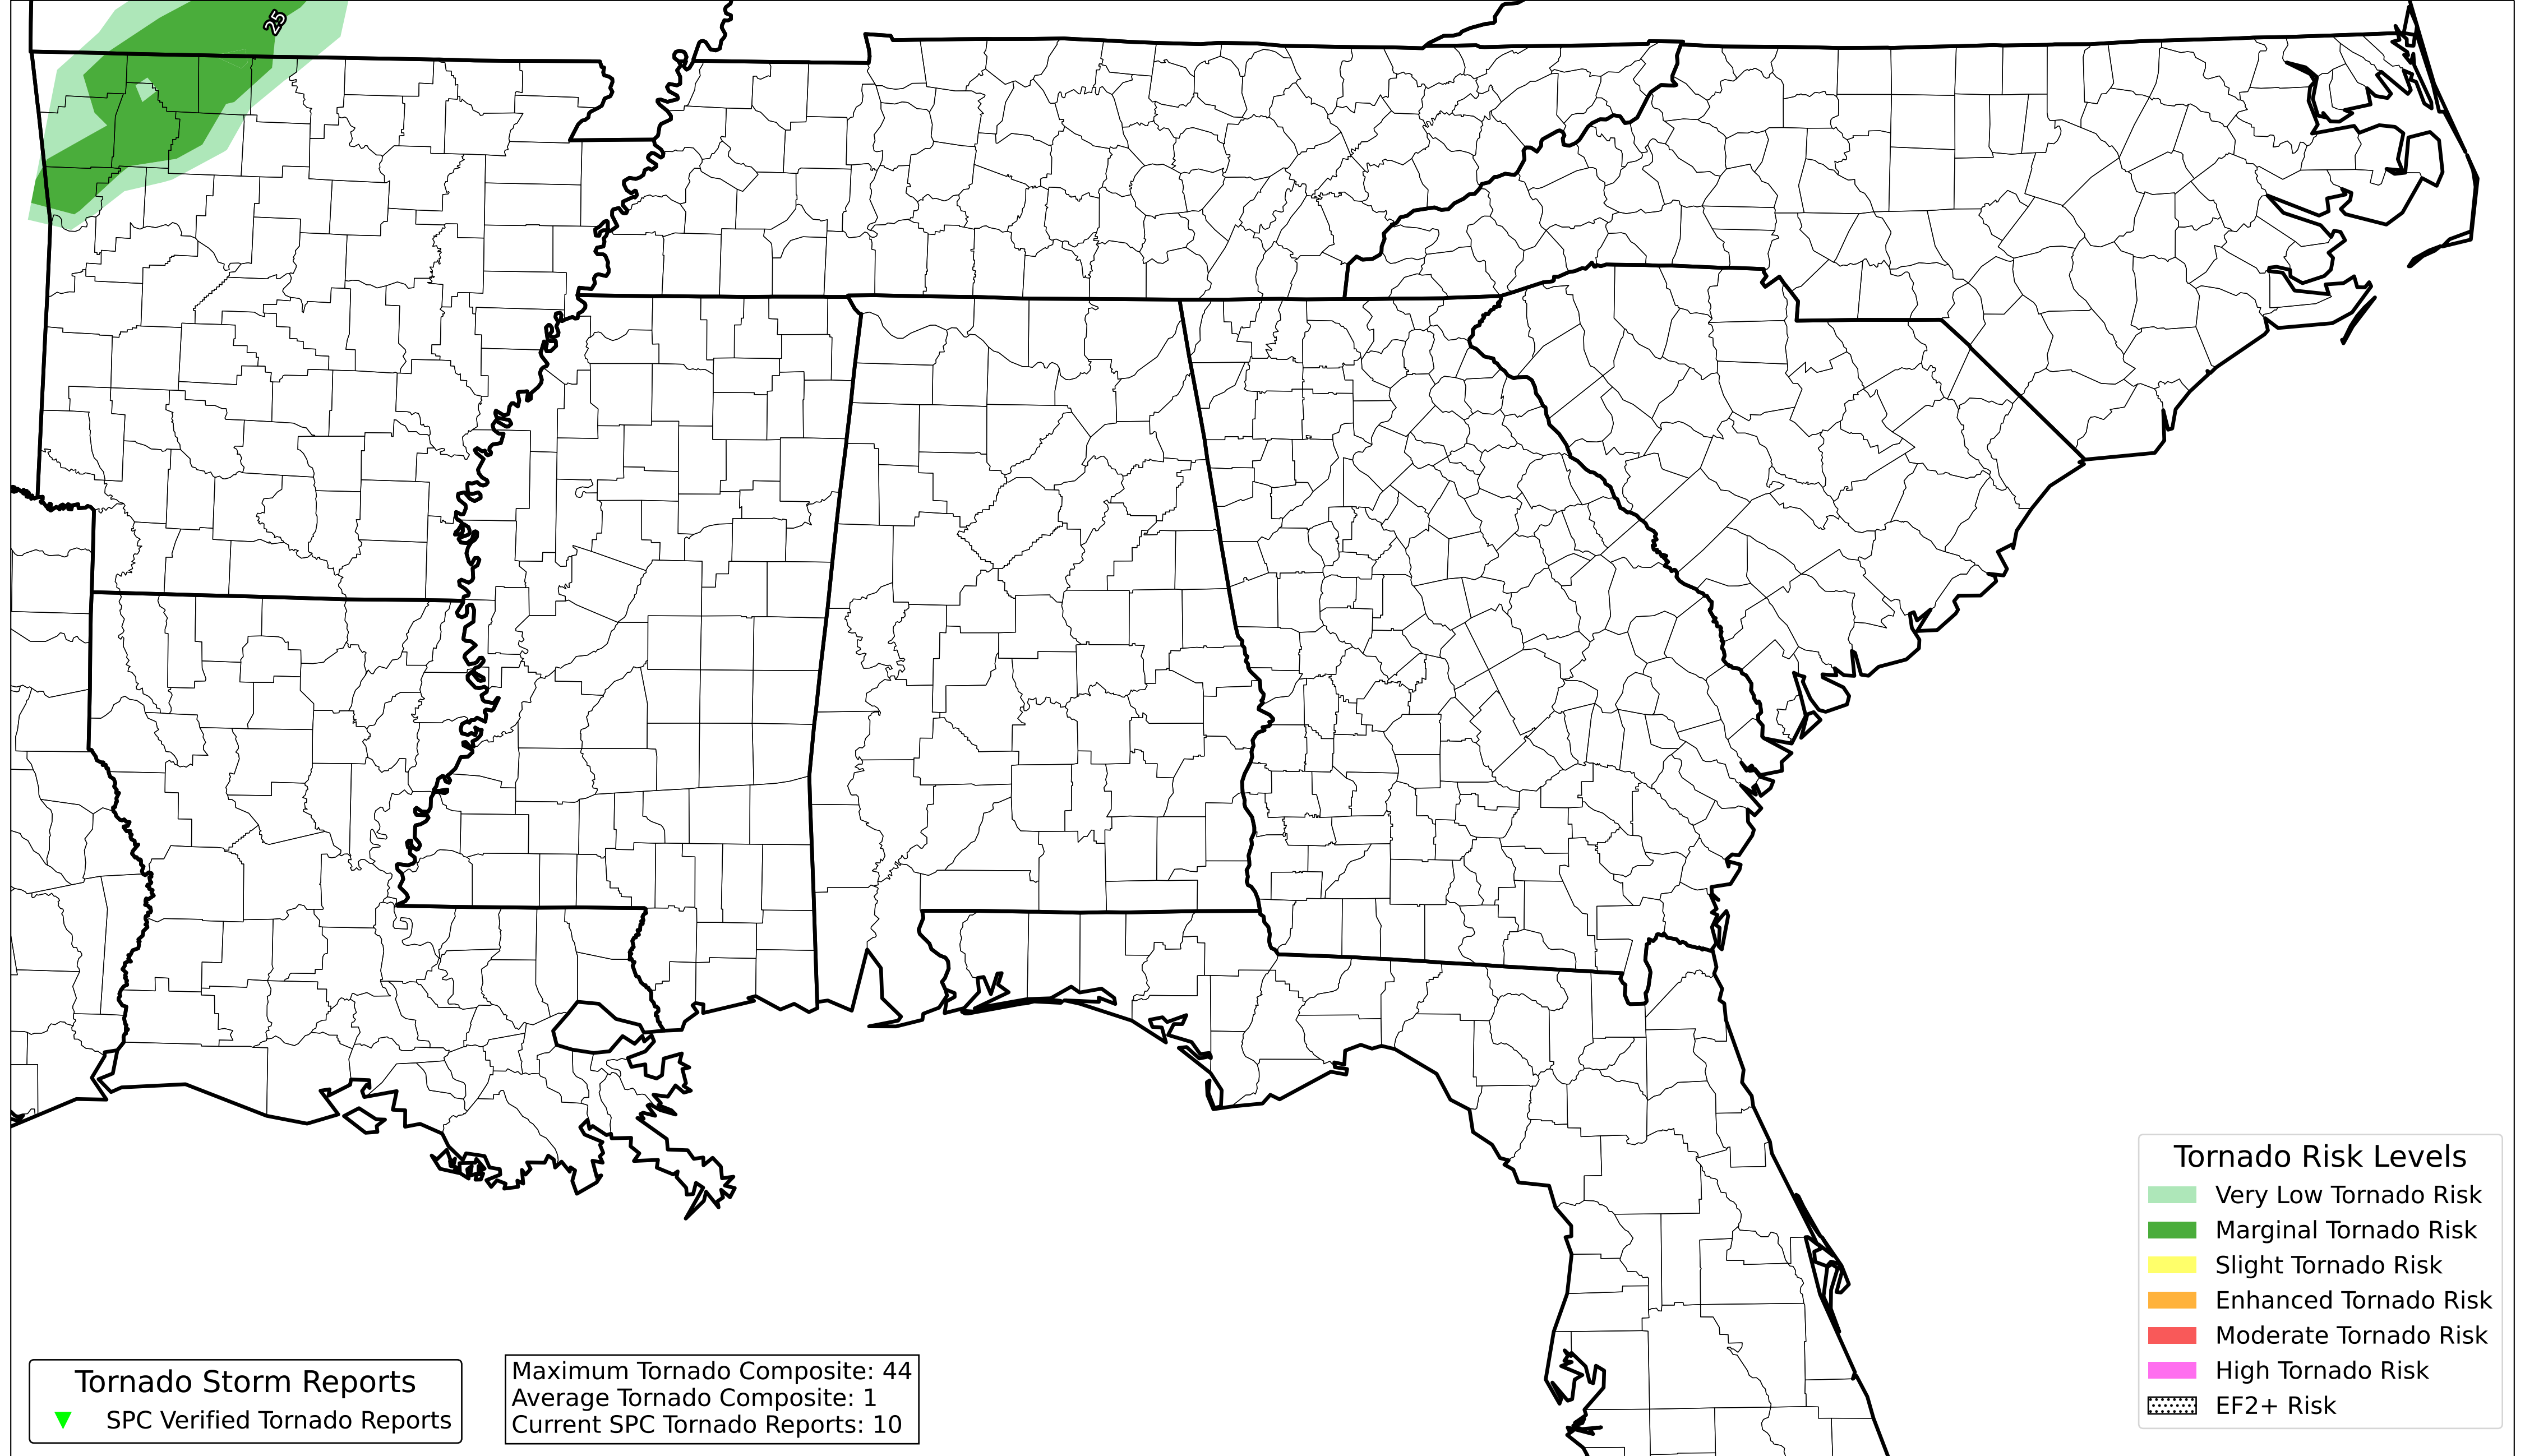 25
Tornado Risk Levels
Very Low Tornado Risk
Marginal Tornado Risk
Slight Tornado Risk
Enhanced Tornado Risk
Moderate Tornado Risk
High Tornado Risk
EF2+ Risk
Tornado Storm Reports
SPC Verified Tornado Reports
Maximum Tornado Composite: 44
Average Tornado Composite: 1
Current SPC Tornado Reports: 10